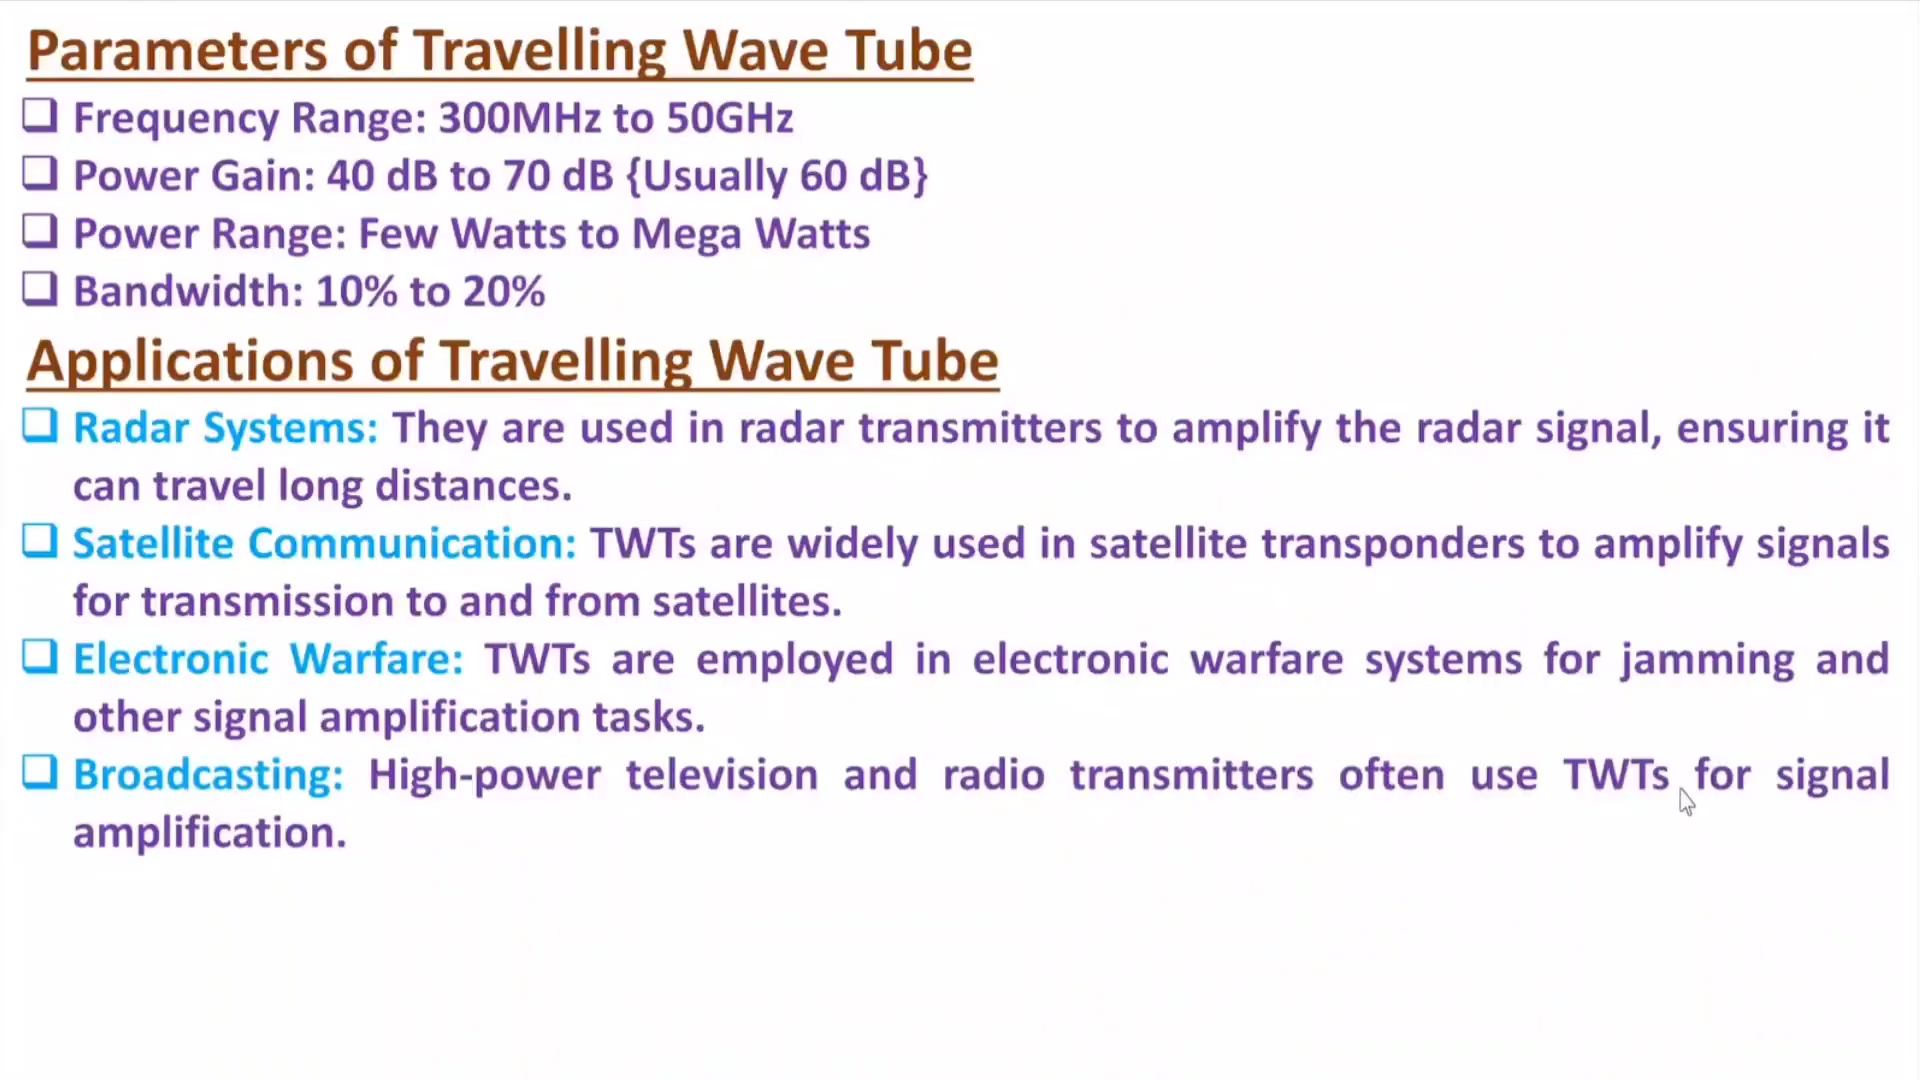 Parameters of Travelling Wave Tube
❑ Frequency Range: 300MHz to 50GHz
❑ Power Gain: 40 dB to 70 dB {Usually 60 dB}
❑ Power Range: Few Watts to Mega Watts
❑ Bandwidth: 10% to 20%
Applications of Travelling Wave Tube
❑ Radar Systems: They are used in radar transmitters to amplify the radar signal, ensuring it
can travel long distances.
❑ Satellite Communication: TWTs are widely used in satellite transponders to amplify signals
for transmission to and from satellites.
❑ Electronic Warfare: TWTs are employed in electronic warfare systems for jamming and
other signal amplification tasks.
❑ Broadcasting: High-power television and radio transmitters often use TWTs for signal
amplification.